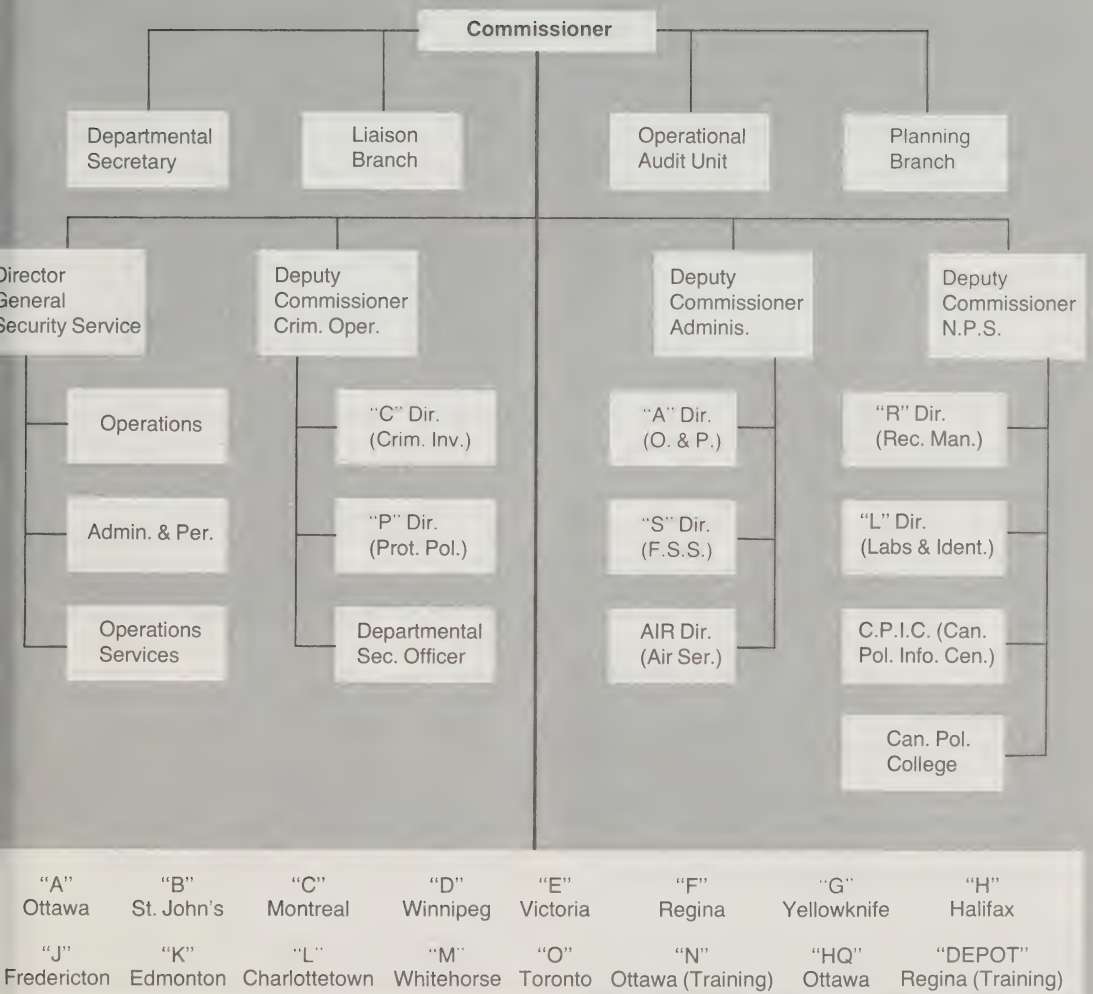 Commissioner
Departmental
Secretary
Liaison
Branch
Operational
Audit Unit
Planning
Branch
Director
General
Security Service
Deputy
Commissioner
Crim. Oper.
Deputy
Commissioner
Adminis.
Deputy
Commissioner
N.P.S.
Operations
Admin. & Per.
Operations
Services
"C" Dir.
(Crim. Inv.)
"P" Dir.
(Prot. Pol.)
Departmental
Sec. Officer
"A" Dir.
(O. & P.)
"S" Dir.
(F.S.S.)
AIR Dir.
(Air Ser.)
"R" Dir.
(Rec. Man.)
"L" Dir.
(Labs & Ident.)
C.P.I.C. (Can.
Pol. Info. Cen.)
Can. Pol.
College
"A" "B" "C" "D" "E" "F" "G" "H"
Ottawa St. John's Montreal Winnipeg Victoria Regina Yellowknife Halifax
"J" "K" "L" "M" "O" "N" "HQ" "DEPOT"
Fredericton Edmonton Charlottetown Whitehorse Toronto Ottawa (Training) Ottawa Regina (Training)